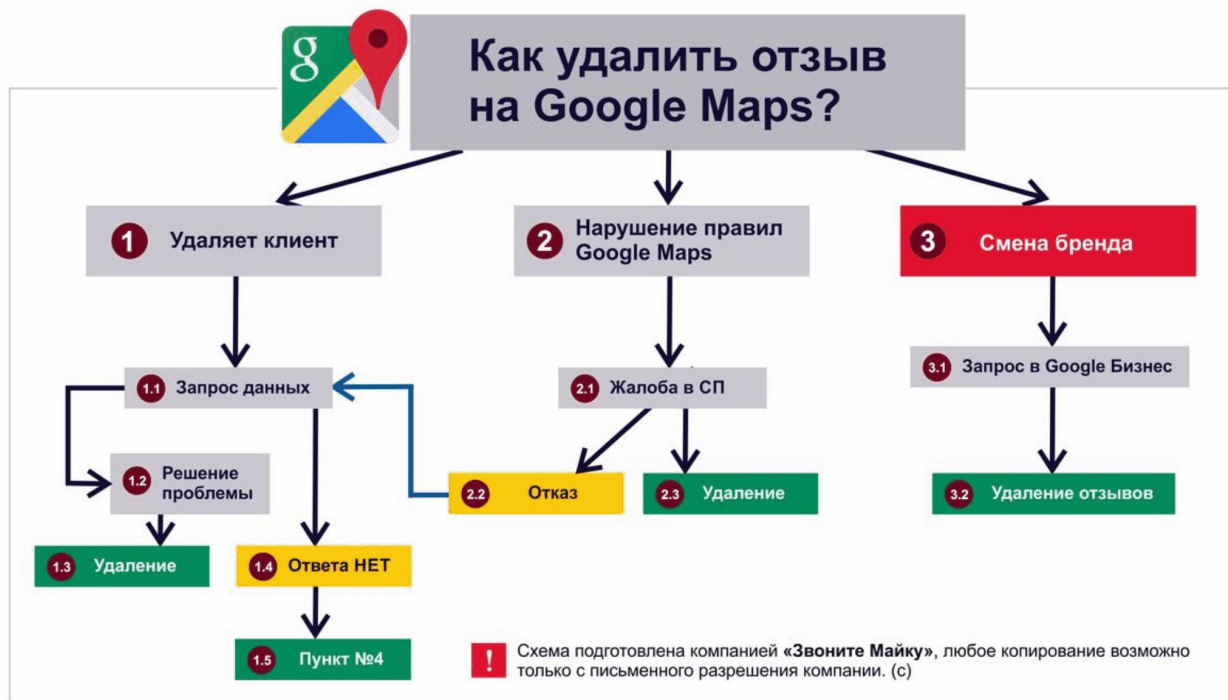 g
Как удалить отзыв
на Google Maps?
1 Удаляет клиент
2 Нарушение правил
Google Maps
3 Смена бренда
1.1 Запрос данных
2.1 Жалоба в СП
3.1 Запрос в Google Бизнес
1.2 Решение
проблемы
2.2 Отказ
2.3 Удаление
3.2 Удаление отзывов
1.3 Удаление
1.4 Ответа НЕТ
1.5 Пункт №4
! Схема подготовлена компанией «Звоните Майку», любое копирование возможно
только с письменного разрешения компании. (с)